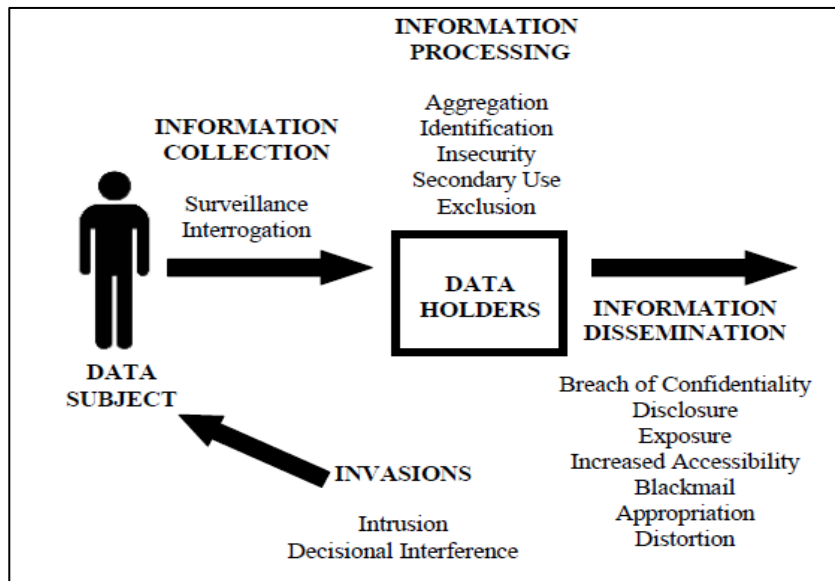 INFORMATION
PROCESSING
Aggregation
Identification
Insecurity
Secondary Use
Exclusion
INFORMATION
COLLECTION
Surveillance
Interrogation
DATA
HOLDERS
DATA
SUBJECT
INFORMATION
DISSEMINATION
Breach of Confidentiality
Disclosure
Exposure
Increased Accessibility
Blackmail
Appropriation
Distortion
INVASIONS
Intrusion
Decisional Interference